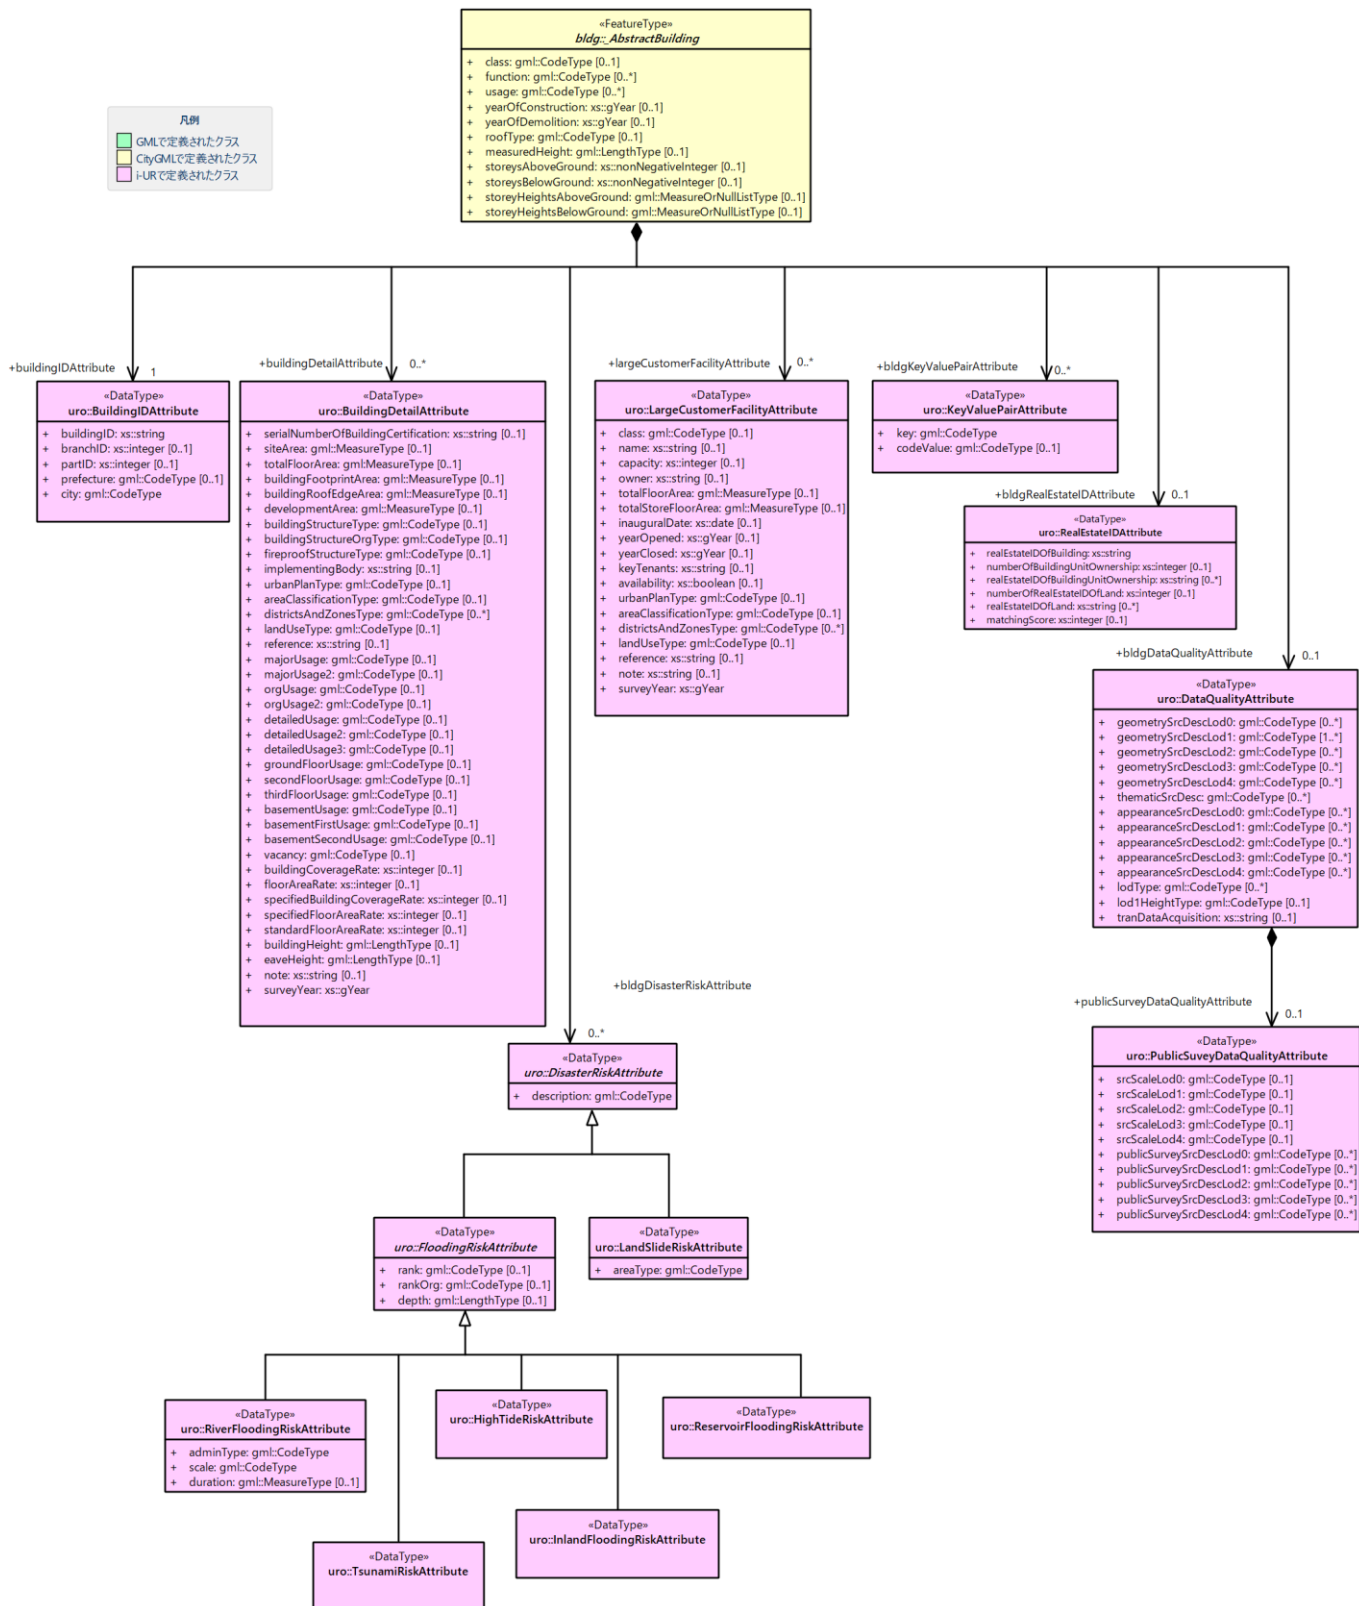 «FeatureType»
bldg::_AbstractBuilding
+ class: gml::CodeType [0..1]
+ function: gml::CodeType [0..*]
+ usage: gml::CodeType [0..*]
+ yearOfConstruction: xs::gYear [0..1]
+ yearOfDemolition: xs::gYear [0..1]
+ roofType: gml::CodeType [0..1]
+ measuredHeight: gml::LengthType [0..1]
+ storeysAboveGround: xs::nonNegativeInteger [0..1]
+ storeysBelowGround: xs::nonNegativeInteger [0..1]
+ storeyHeightsAboveGround: gml::MeasureOrNullListType [0..1]
+ storeyHeightsBelowGround: gml::MeasureOrNullListType [0..1]
凡例
GMLで定義されたクラス
CityGMLで定義されたクラス
i-URで定義されたクラス
+buildingIDAttribute
1
«DataType»
uro::BuildingIDAttribute
+ buildingID: xs::string
+ branchID: xs::integer [0..1]
+ partID: xs::integer [0..1]
+ prefecture: gml::CodeType [0..1]
+ city: gml::CodeType
+buildingDetailAttribute
0..*
«DataType»
uro::BuildingDetailAttribute
+ serialNumberOfBuildingCertification: xs::string [0..1]
+ siteArea: gml::MeasureType [0..1]
+ totalFloorArea: gml:MeasureType [0..1]
+ buildingFootprintArea: gml::MeasureType [0..1]
+ buildingRoofEdgeArea: gml::MeasureType [0..1]
+ developmentArea: gml::MeasureType [0..1]
+ buildingStructureType: gml::CodeType [0..1]
+ buildingStructureOrgType: gml::CodeType [0..1]
+ fireproofStructureType: gml::CodeType [0..1]
+ implementingBody: xs::string [0..1]
+ urbanPlanType: gml::CodeType [0..1]
+ areaClassificationType: gml::CodeType [0..1]
+ districtsAndZonesType: gml::CodeType [0..*]
+ landUseType: gml::CodeType [0..1]
+ reference: xs::string [0..1]
+ majorUsage: gml::CodeType [0..1]
+ majorUsage2: gml::CodeType [0..1]
+ orgUsage: gml::CodeType [0..1]
+ orgUsage2: gml::CodeType [0..1]
+ detailedUsage: gml::CodeType [0..1]
+ detailedUsage2: gml::CodeType [0..1]
+ detailedUsage3: gml::CodeType [0..1]
+ groundFloorUsage: gml::CodeType [0..1]
+ secondFloorUsage: gml::CodeType [0..1]
+ thirdFloorUsage: gml::CodeType [0..1]
+ basementUsage: gml::CodeType [0..1]
+ basementFirstUsage: gml::CodeType [0..1]
+ basementSecondUsage: gml::CodeType [0..1]
+ vacancy: gml::CodeType [0..1]
+ buildingCoverageRate: xs::integer [0..1]
+ floorAreaRate: xs::integer [0..1]
+ specifiedBuildingCoverageRate: xs::integer [0..1]
+ specifiedFloorAreaRate: xs::integer [0..1]
+ standardFloorAreaRate: xs::integer [0..1]
+ buildingHeight: gml::LengthType [0..1]
+ eaveHeight: gml::LengthType [0..1]
+ note: xs::string [0..1]
+ surveyYear: xs::gYear
+largeCustomerFacilityAttribute
0..*
«DataType»
uro::LargeCustomerFacilityAttribute
+ class: gml::CodeType [0..1]
+ name: xs::string [0..1]
+ capacity: xs::integer [0..1]
+ owner: xs::string [0..1]
+ totalFloorArea: gml::MeasureType [0..1]
+ totalStoreFloorArea: gml::MeasureType [0..1]
+ inauguralDate: xs::date [0..1]
+ yearOpened: xs::gYear [0..1]
+ yearClosed: xs::gYear [0..1]
+ keyTenants: xs::string [0..1]
+ availability: xs::boolean [0..1]
+ urbanPlanType: gml::CodeType [0..1]
+ areaClassificationType: gml::CodeType [0..1]
+ districtsAndZonesType: gml::CodeType [0..*]
+ landUseType: gml::CodeType [0..1]
+ reference: xs::string [0..1]
+ note: xs::string [0..1]
+ surveyYear: xs::gYear
+bldgKeyValuePairAttribute
0..*
«DataType»
uro::KeyValuePairAttribute
+ key: gml::CodeType
+ codeValue: gml::CodeType [0..1]
+bldgRealEstateIDAttribute
0..1
«DataType»
uro::RealEstateIDAttribute
+ realEstateIDOfBuilding: xs::string
+ numberOfBuildingUnitOwnership: xs::integer [0..1]
+ realEstateIDOfBuildingUnitOwnership: xs::string [0..*]
+ numberOfRealEstateIDOfLand: xs::integer [0..1]
+ realEstateIDOfLand: xs::string [0..*]
+ matchingScore: xs::integer [0..1]
+bldgDataQualityAttribute
0..1
«DataType»
uro::DataQualityAttribute
+ geometrySrcDescLod0: gml::CodeType [0..*]
+ geometrySrcDescLod1: gml::CodeType [1..*]
+ geometrySrcDescLod2: gml::CodeType [0..*]
+ geometrySrcDescLod3: gml::CodeType [0..*]
+ geometrySrcDescLod4: gml::CodeType [0..*]
+ thematicSrcDesc: gml::CodeType [0..*]
+ appearanceSrcDescLod0: gml::CodeType [0..*]
+ appearanceSrcDescLod1: gml::CodeType [0..*]
+ appearanceSrcDescLod2: gml::CodeType [0..*]
+ appearanceSrcDescLod3: gml::CodeType [0..*]
+ appearanceSrcDescLod4: gml::CodeType [0..*]
+ lodType: gml::CodeType [0..*]
+ lod1HeightType: gml::CodeType [0..1]
+ tranDataAcquisition: xs::string [0..1]
+publicSurveyDataQualityAttribute
0..1
«DataType»
uro::PublicSuveyDataQualityAttribute
+ srcScaleLod0: gml::CodeType [0..1]
+ srcScaleLod1: gml::CodeType [0..1]
+ srcScaleLod2: gml::CodeType [0..1]
+ srcScaleLod3: gml::CodeType [0..1]
+ srcScaleLod4: gml::CodeType [0..1]
+ publicSurveySrcDescLod0: gml::CodeType [0..*]
+ publicSurveySrcDescLod1: gml::CodeType [0..*]
+ publicSurveySrcDescLod2: gml::CodeType [0..*]
+ publicSurveySrcDescLod3: gml::CodeType [0..*]
+ publicSurveySrcDescLod4: gml::CodeType [0..*]
+bldgDisasterRiskAttribute
0..*
«DataType»
uro::DisasterRiskAttribute
+ description: gml::CodeType
«DataType»
uro::FloodingRiskAttribute
+ rank: gml::CodeType [0..1]
+ rankOrg: gml::CodeType [0..1]
+ depth: gml::LengthType [0..1]
«DataType»
uro::LandSlideRiskAttribute
+ areaType: gml::CodeType
«DataType»
uro::RiverFloodingRiskAttribute
+ adminType: gml::CodeType
+ scale: gml::CodeType
+ duration: gml::MeasureType [0..1]
«DataType»
uro::HighTideRiskAttribute
«DataType»
uro::ReservoirFloodingRiskAttribute
«DataType»
uro::InlandFloodingRiskAttribute
«DataType»
uro::TsunamiRiskAttribute